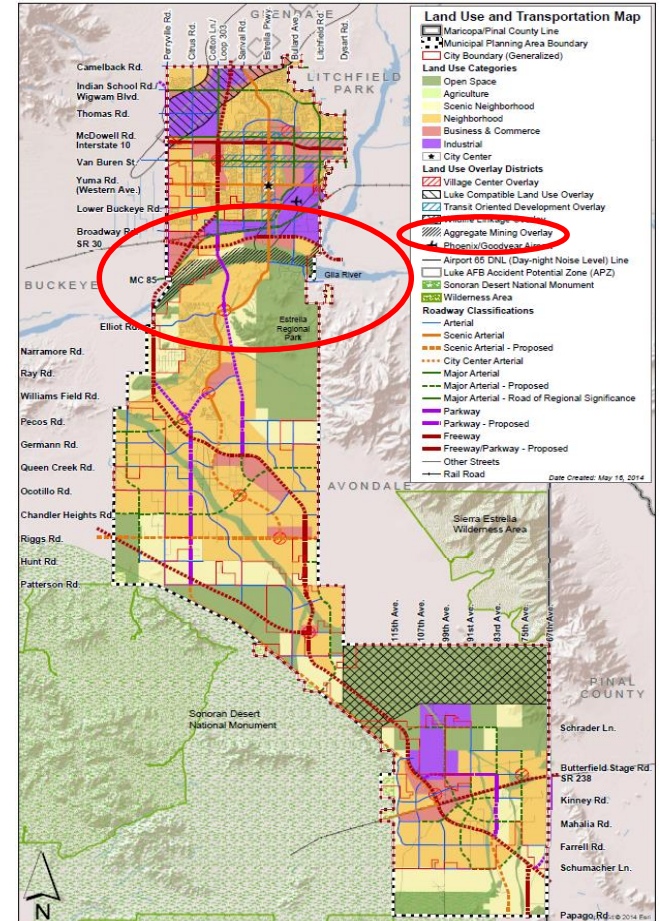 GLENDALE
Perryville Rd.
Citrus Rd.
Cotton Ln./
Loop 303
Sarival Rd.
Estrella Pkwy
Bullard Ave.
Litchfield Rd.
Dysart Rd.
LITCHFIELD
PARK
Camelback Rd.
Indian School Rd./
Wigwam Blvd.
Thomas Rd.
McDowell Rd.
Interstate 10
Van Buren St.
Yuma Rd.
(Western Ave.)
Lower Buckeye Rd.
Broadway Rd.
SR 30
MC 85
BUCKEYE
Gila River
Estrella
Regional
Park
Elliot Rd.
Narramore Rd.
Ray Rd.
Williams Field Rd.
Pecos Rd.
Germann Rd.
Queen Creek Rd.
Ocotillo Rd.
Chandler Heights Rd.
Riggs Rd.
Hunt Rd.
Patterson Rd.
AVONDALE
Sierra Estrella
Wilderness Area
115th Ave.
107th Ave.
99th Ave.
91st Ave.
83rd Ave.
75th Ave.
67th Ave.
PINAL
COUNTY
Sonoran Desert
National Monument
Schrader Ln.
Butterfield Stage Rd.
SR 238
Kinney Rd.
Mahalia Rd.
Farrell Rd.
Schumacher Ln.
Papago Rd.
© 2014 Esri
N
Land Use and Transportation Map
Maricopa/Pinal County Line
Municipal Planning Area Boundary
City Boundary (Generalized)
Land Use Categories
Open Space
Agriculture
Scenic Neighborhood
Neighborhood
Business & Commerce
Industrial
City Center
Land Use Overlay Districts
Village Center Overlay
Luke Compatible Land Use Overlay
Transit Oriented Development Overlay
Wildlife Linkage Overlay
Aggregate Mining Overlay
Phoenix/Goodyear Airport
Airport 65 DNL (Day-night Noise Level) Line
Luke AFB Accident Potential Zone (APZ)
Sonoran Desert National Monument
Wilderness Area
Roadway Classifications
Arterial
Scenic Arterial
Scenic Arterial - Proposed
City Center Arterial
Major Arterial
Major Arterial - Proposed
Major Arterial - Road of Regional Significance
Parkway
Parkway - Proposed
Freeway
Freeway/Parkway - Proposed
Other Streets
Rail Road
Date Created: May 16, 2014